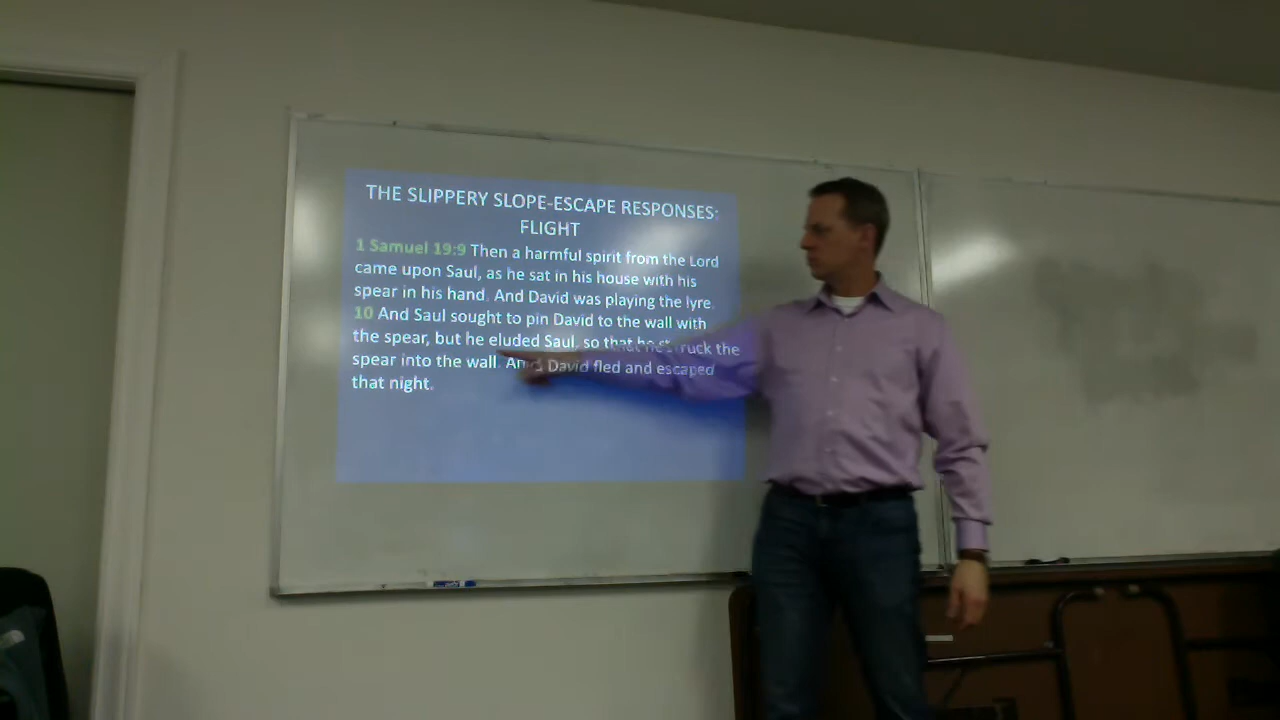 THE SLIPPERY SLOPE-ESCAPE RESPONSES:
FLIGHT
1 Samuel 19:9 Then a harmful spirit from the Lord
came upon Saul, as he sat in his house with his
spear in his hand. And David was playing the lyre.
10 And Saul sought to pin David to the wall with
the spear, but he eluded Saul, so that he struck the
spear into the wall. And David fled and escaped
that night.